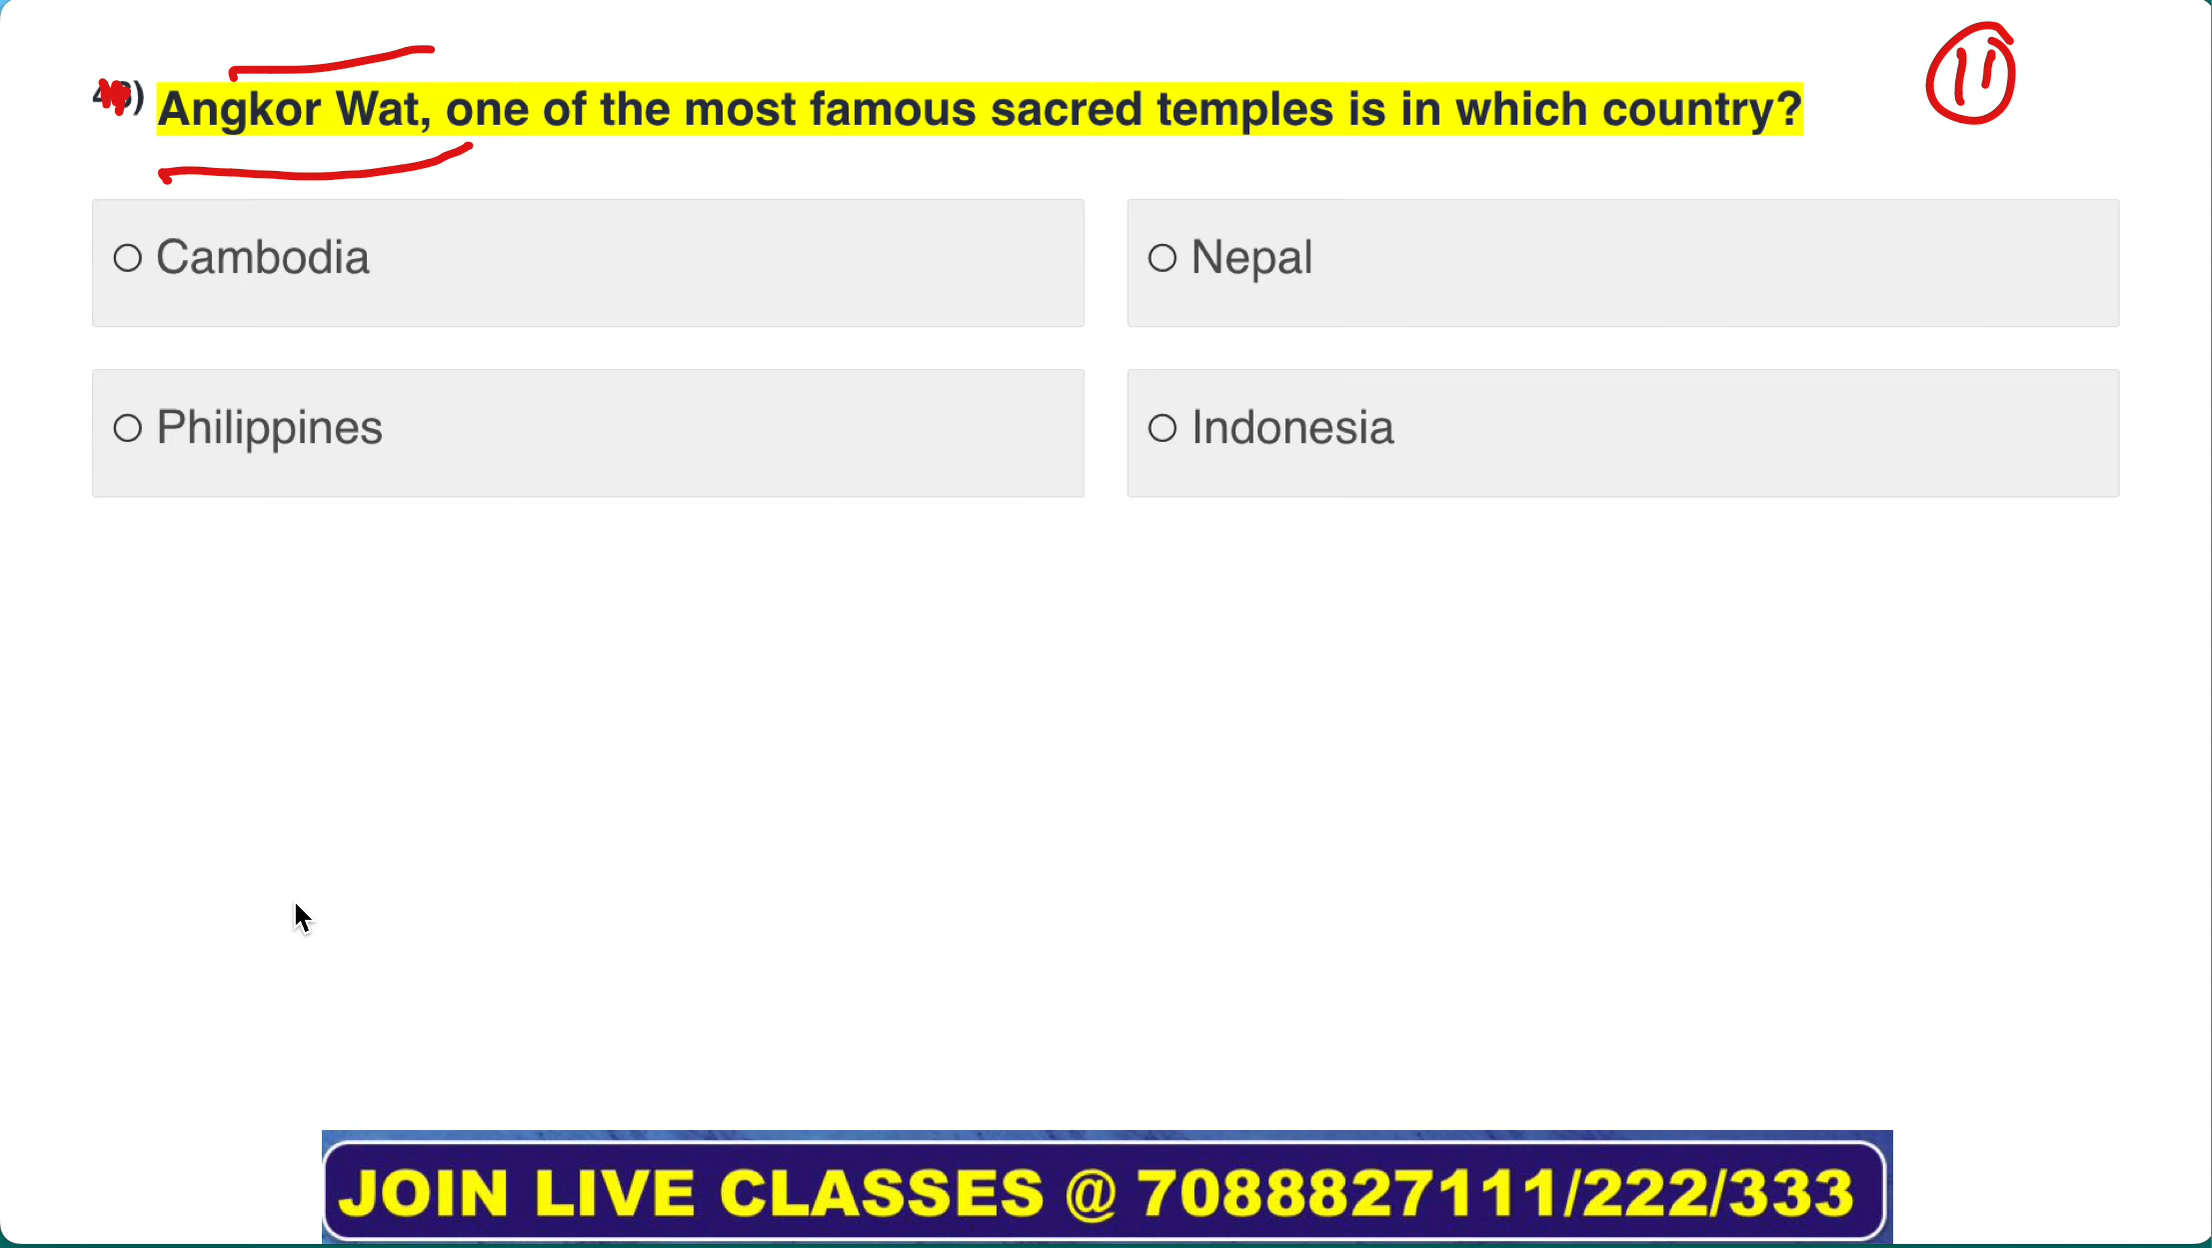 Angkor Wat, one of the most famous sacred temples is in which country?
11
Cambodia
Nepal
Philippines
Indonesia
JOIN LIVE CLASSES @ 7088827111/222/333